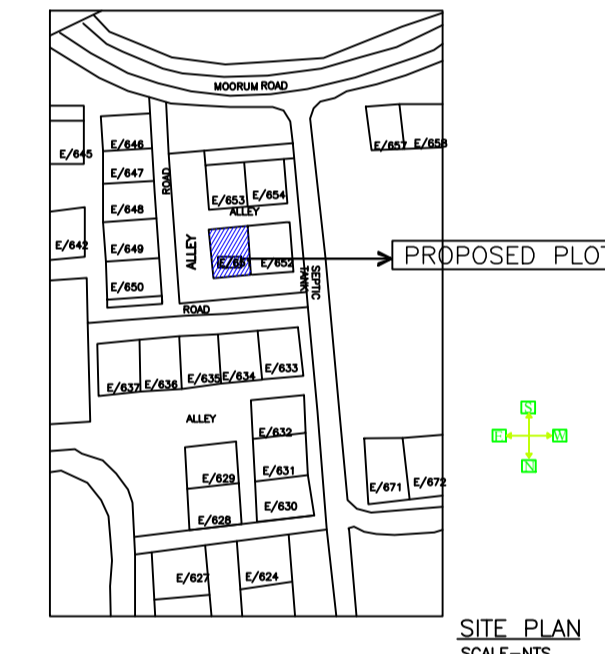 MOORUM ROAD
E/645
E/646
E/657
E/658
E/647
ROAD
E/653
E/654
E/648
ALLEY
E/642
E/649
ALLEY
E/652
PROPOSED PLOT
E/650
SEPTIC
TANK
ROAD
E/637
E/636
E/635
E/634
E/633
ALLEY
E/632
E/629
E/631
E/671
E/672
E/630
E/628
E/627
E/624
S
E
W
N
SITE PLAN
SCALE-NTS